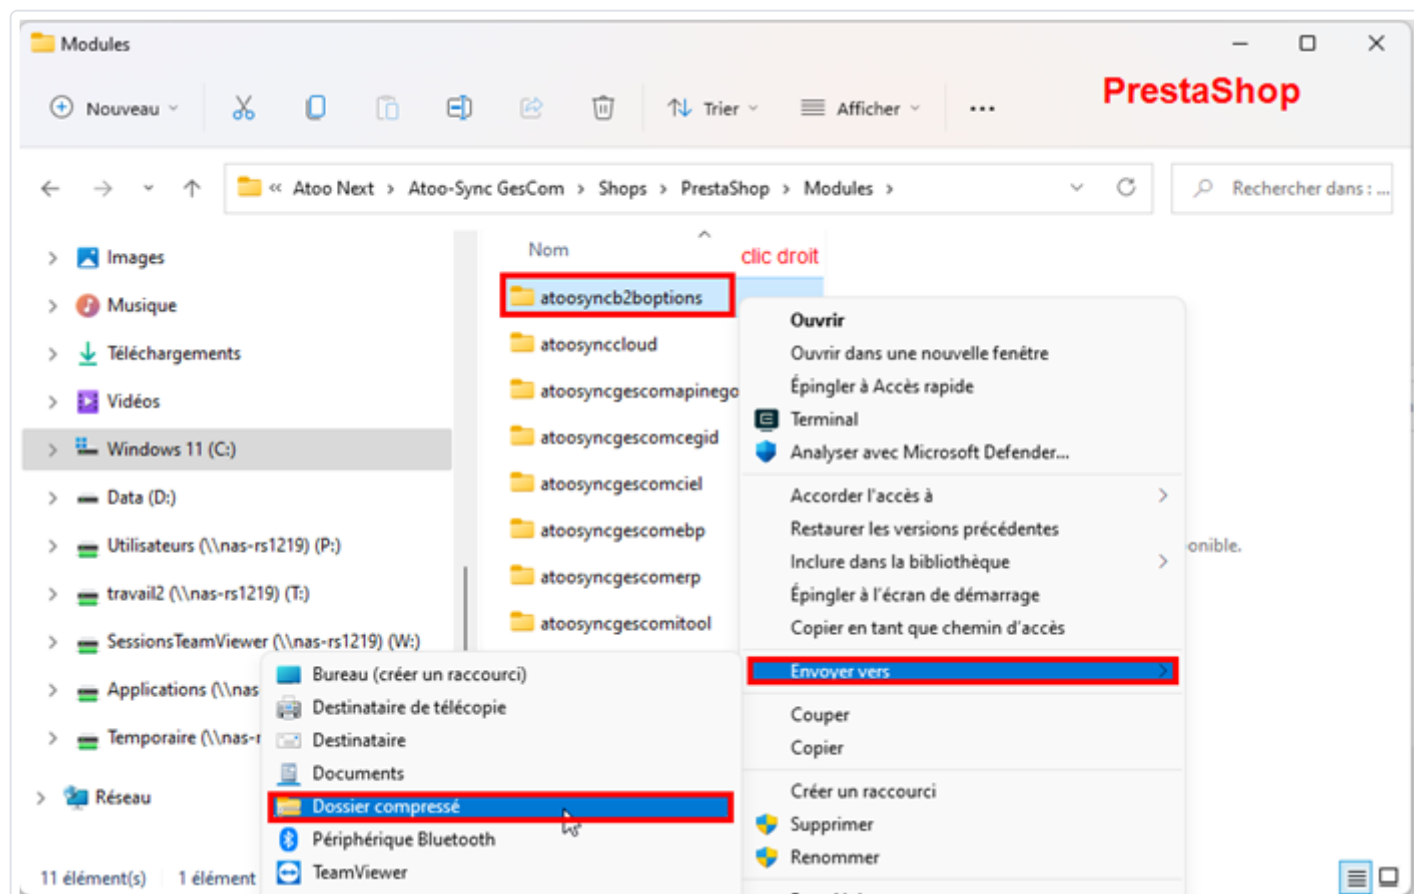 Modules
PrestaShop
Nouveau
Trier
Afficher
« Atoo Next > Atoo-Sync GesCom > Shops > PrestaShop > Modules >
Rechercher dans : ...
Images
Musique
Téléchargements
Vidéos
Windows 11 (C:)
Data (D:)
Utilisateurs (\\nas-rs1219) (P:)
travail2 (\\nas-rs1219) (T:)
SessionsTeamViewer (\\nas-rs1219) (W:)
Applications (\\nas
Temporaire (\\nas-r
Réseau
Nom
clic droit
atoosyncb2boptions
atoosynccloud
atoosyncgescomapinego
atoosyncgescomcegid
atoosyncgescomciel
atoosyncgescomebp
atoosyncgescomerp
atoosyncgescomitool
Ouvrir
Ouvrir dans une nouvelle fenêtre
Épingler à Accès rapide
Terminal
Analyser avec Microsoft Defender...
Accorder l'accès à
Restaurer les versions précédentes
Inclure dans la bibliothèque
Épingler à l'écran de démarrage
Copier en tant que chemin d'accès
Envoyer vers
Couper
Copier
Créer un raccourci
Supprimer
Renommer
onible.
Bureau (créer un raccourci)
Destinataire de télécopie
Destinataire
Documents
Dossier compressé
Périphérique Bluetooth
TeamViewer
11 élément(s)
1 élément